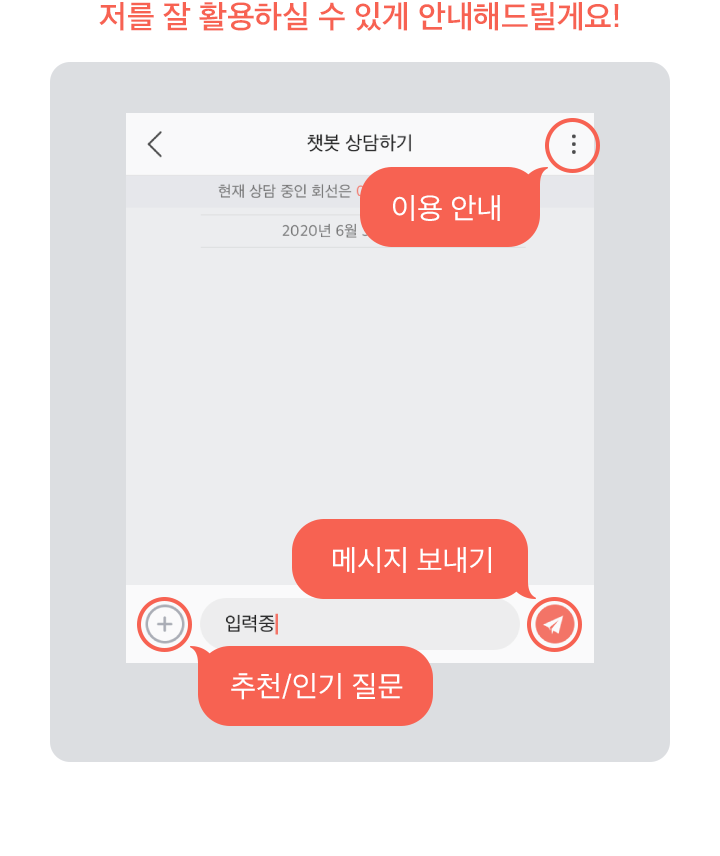 저를 잘 활용하실 수 있게 안내해드릴게요!
챗봇 상담하기
현재 상담 중인 회선은
이용 안내
2020년 6월
메시지 보내기
입력중
추천/인기 질문